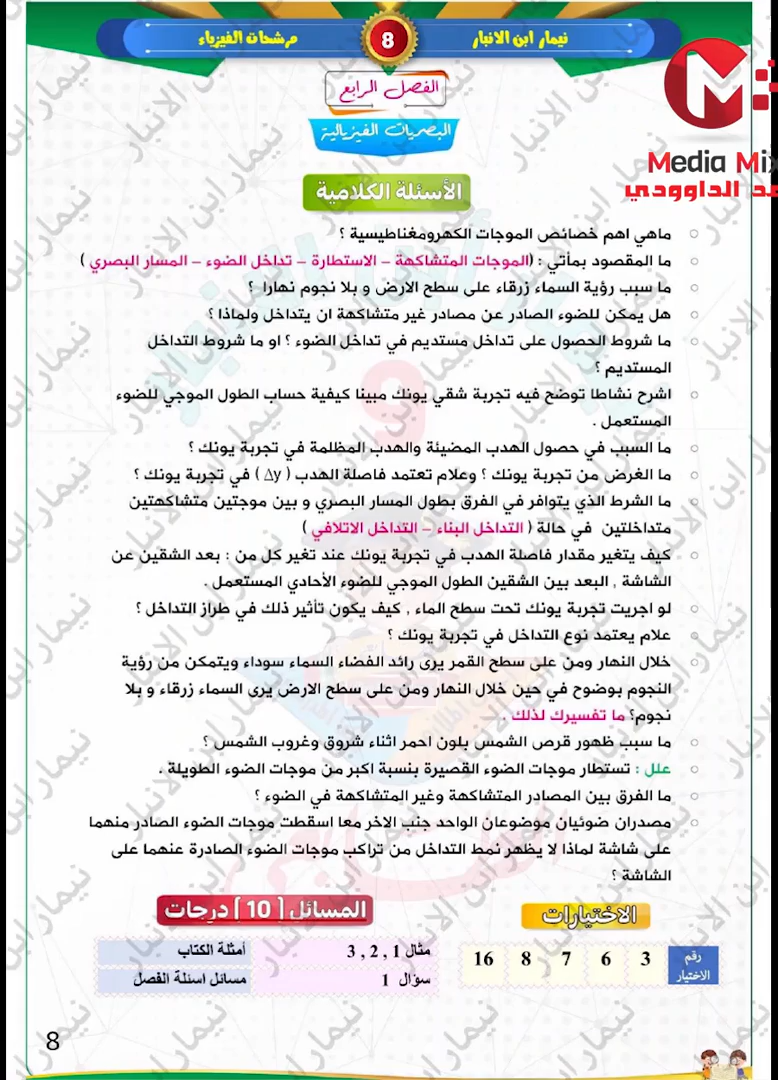 نيمار ابن الانبار
8
مرشحات الفيزياء
Media Mi
الداوودي
الفصل الرابع
البصريات الفيزيائية
الأسئلة الكلامية
○ ماهي اهم خصائص الموجات الكهرومغناطيسية ؟
○ ما المقصود بمأتي : (الموجات المتشاكهة – الاستطارة – تداخل الضوء – المسار البصري )
○ ما سبب رؤية السماء زرقاء على سطح الارض و بلا نجوم نهارا ؟
○ هل يمكن للضوء الصادر عن مصادر غير متشاكهة ان يتداخل ولماذا ؟
○ ما شروط الحصول على تداخل مستديم في تداخل الضوء ؟ او ما شروط التداخل
المستديم ؟
○ اشرح نشاطا توضح فيه تجربة شقي يونك مبينا كيفية حساب الطول الموجي للضوء
المستعمل .
○ ما السبب في حصول الهدب المضيئة والهدب المظلمة في تجربة يونك ؟
○ ما الغرض من تجربة يونك ؟ وعلام تعتمد فاصلة الهدب ( Δy ) في تجربة يونك ؟
○ ما الشرط الذي يتوافر في الفرق بطول المسار البصري و بين موجتين متشاكهتين
متداخلتين في حالة ( التداخل البناء – التداخل الاتلافي )
○ كيف يتغير مقدار فاصلة الهدب في تجربة يونك عند تغير كل من : بعد الشقين عن
الشاشة , البعد بين الشقين الطول الموجي للضوء الأحادي المستعمل .
○ لو اجريت تجربة يونك تحت سطح الماء , كيف يكون تأثير ذلك في طراز التداخل ؟
○ علام يعتمد نوع التداخل في تجربة يونك ؟
○ خلال النهار ومن على سطح القمر يرى رائد الفضاء السماء سوداء ويتمكن من رؤية
النجوم بوضوح في حين خلال النهار ومن على سطح الارض يرى السماء زرقاء و بلا
نجوم؟ ما تفسيرك لذلك .
○ ما سبب ظهور قرص الشمس بلون احمر اثناء شروق وغروب الشمس ؟
○ علل : تستطار موجات الضوء القصيرة بنسبة اكبر من موجات الضوء الطويلة .
○ ما الفرق بين المصادر المتشاكهة وغير المتشاكهة في الضوء ؟
○ مصدران ضوئيان موضوعان الواحد جنب الاخر معا اسقطت موجات الضوء الصادر منهما
على شاشة لماذا لا يظهر نمط التداخل من تراكب موجات الضوء الصادرة عنهما على
الشاشة ؟
الاختيارات
رقم الاختيار 3 6 7 8 16
المسائل [ 10 ] درجات
أمثلة الكتاب مثال 1 , 2 , 3
مسائل اسئلة الفصل سؤال 1
8